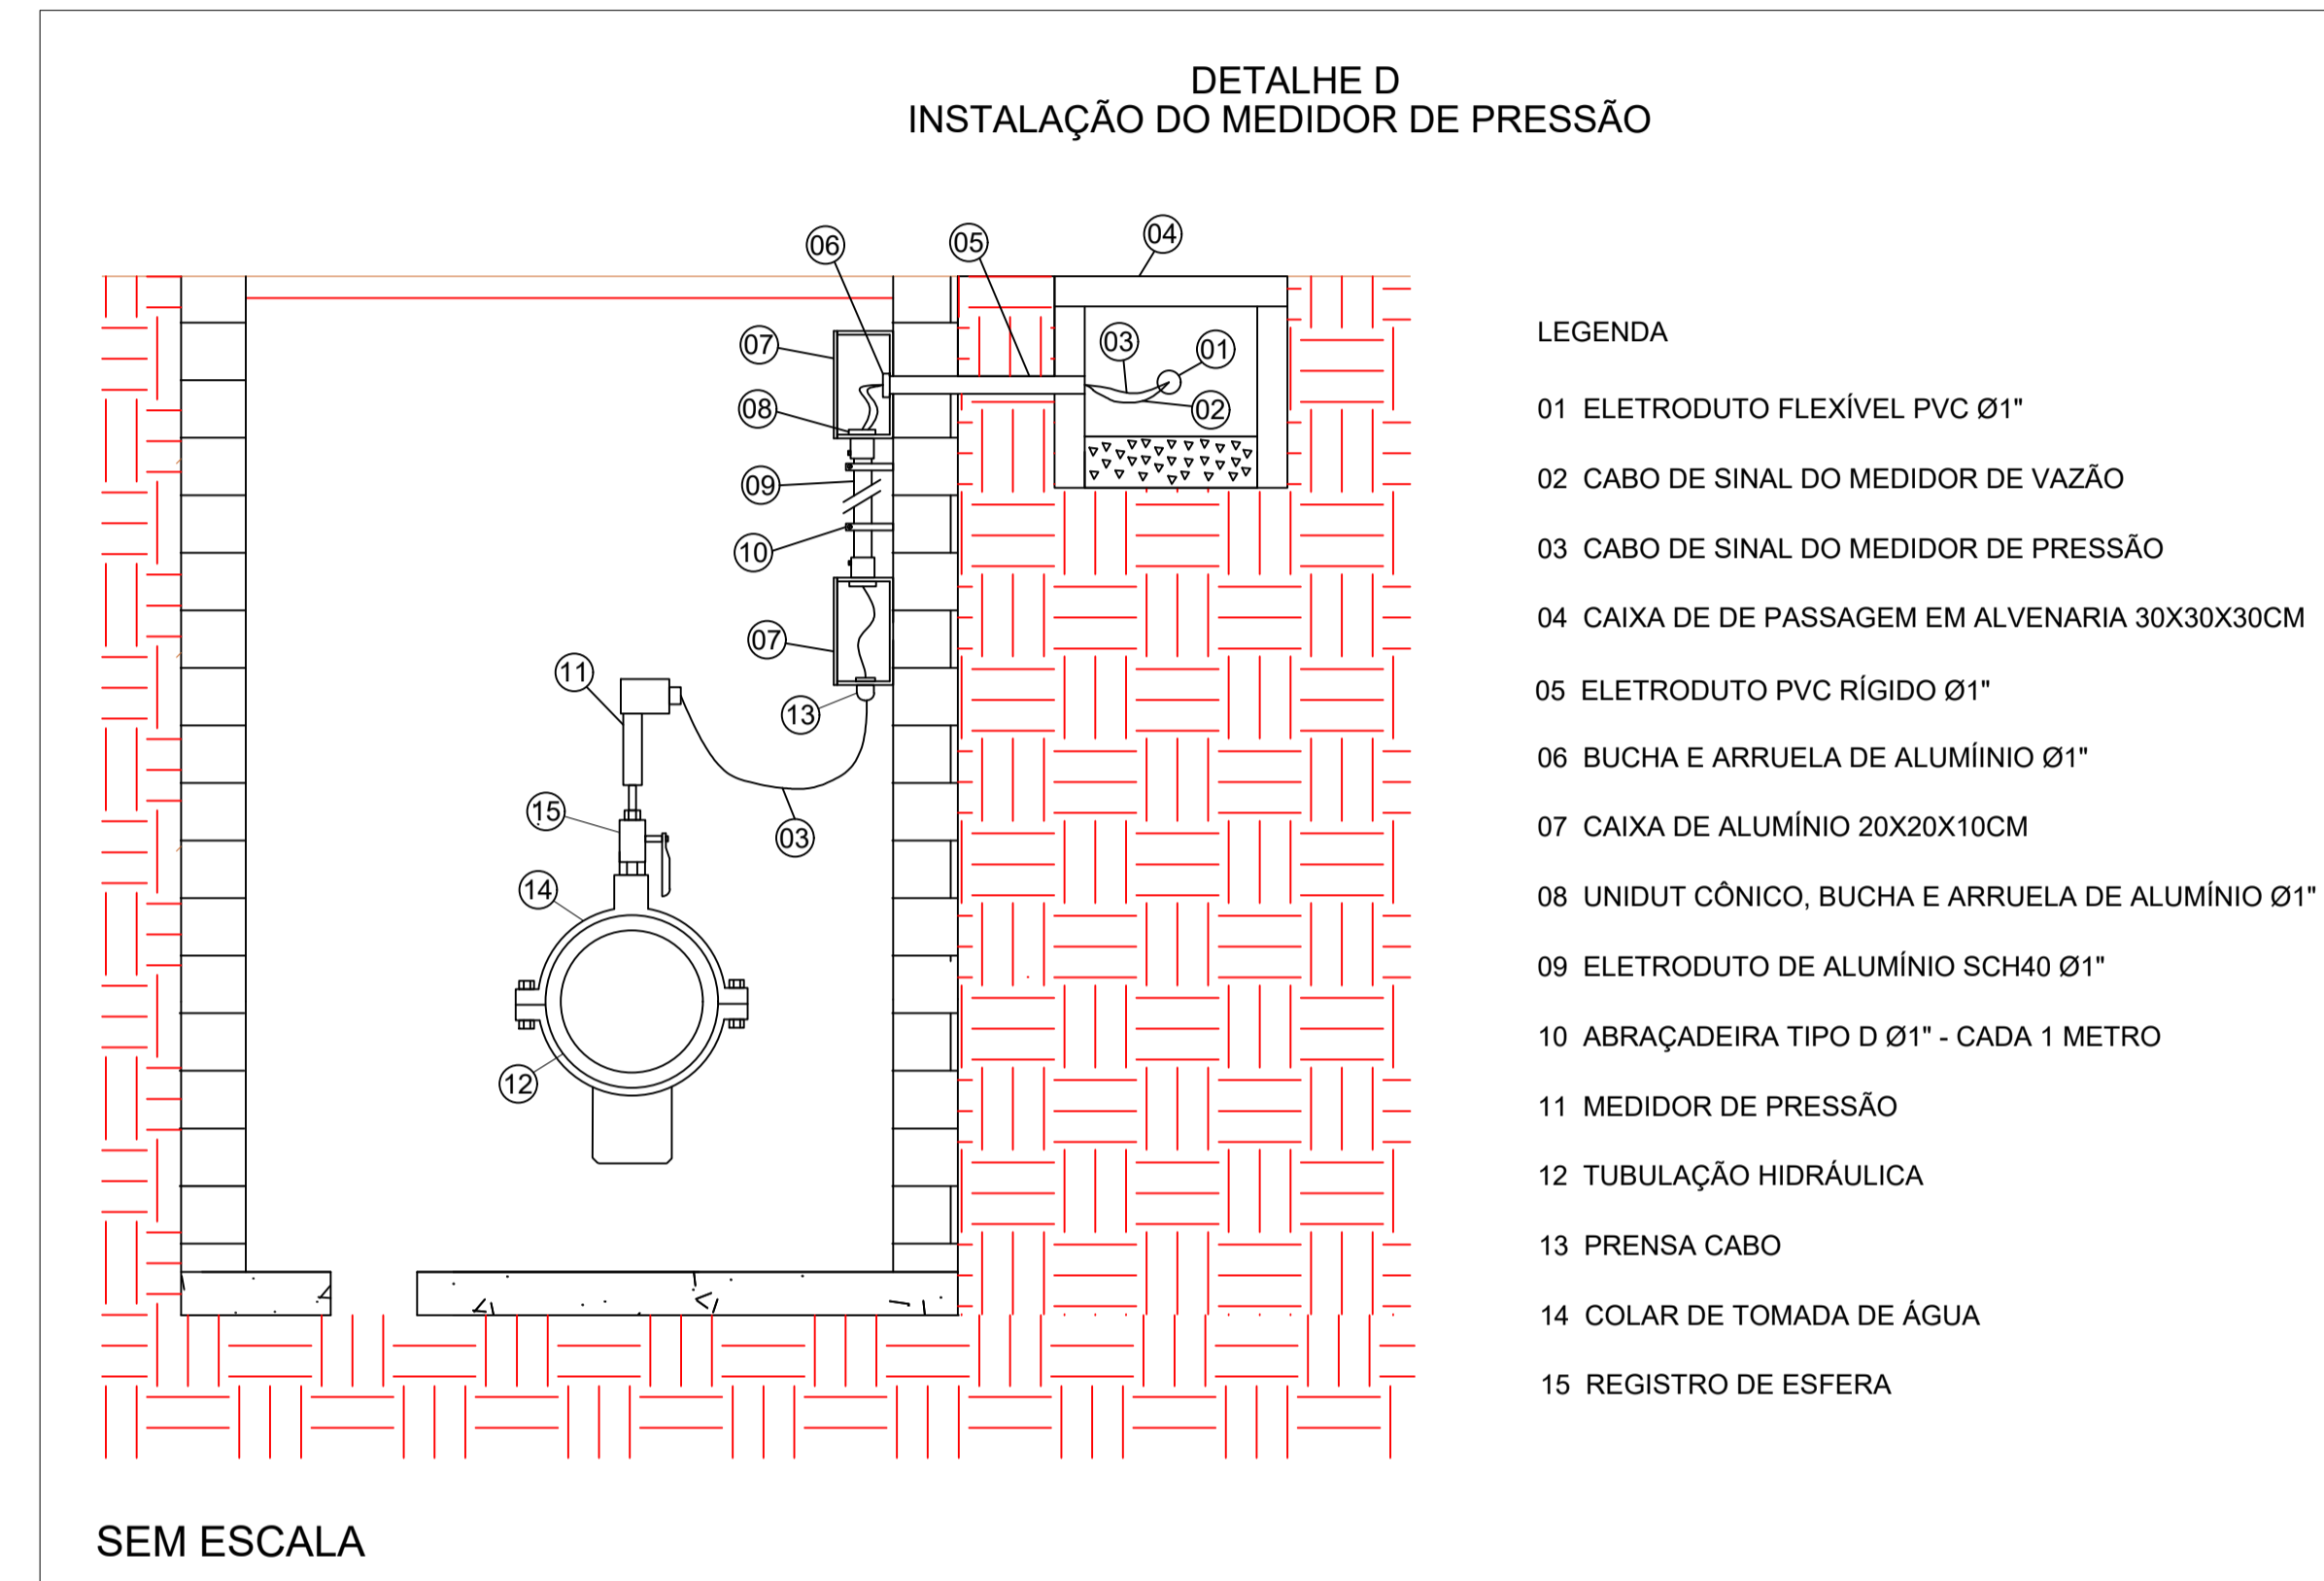 DETALHE D
INSTALAÇÃO DO MEDIDOR DE PRESSÃO
06
05
04
07
03
01
08
02
09
10
07
11
13
15
03
14
12
LEGENDA
01 ELETRODUTO FLEXÍVEL PVC Ø1"
02 CABO DE SINAL DO MEDIDOR DE VAZÃO
03 CABO DE SINAL DO MEDIDOR DE PRESSÃO
04 CAIXA DE DE PASSAGEM EM ALVENARIA 30X30X30CM
05 ELETRODUTO PVC RÍGIDO Ø1"
06 BUCHA E ARRUELA DE ALUMÍINIO Ø1"
07 CAIXA DE ALUMÍNIO 20X20X10CM
08 UNIDUT CÔNICO, BUCHA E ARRUELA DE ALUMÍNIO Ø1"
09 ELETRODUTO DE ALUMÍNIO SCH40 Ø1"
10 ABRAÇADEIRA TIPO D Ø1" - CADA 1 METRO
11 MEDIDOR DE PRESSÃO
12 TUBULAÇÃO HIDRÁULICA
13 PRENSA CABO
14 COLAR DE TOMADA DE ÁGUA
15 REGISTRO DE ESFERA
SEM ESCALA